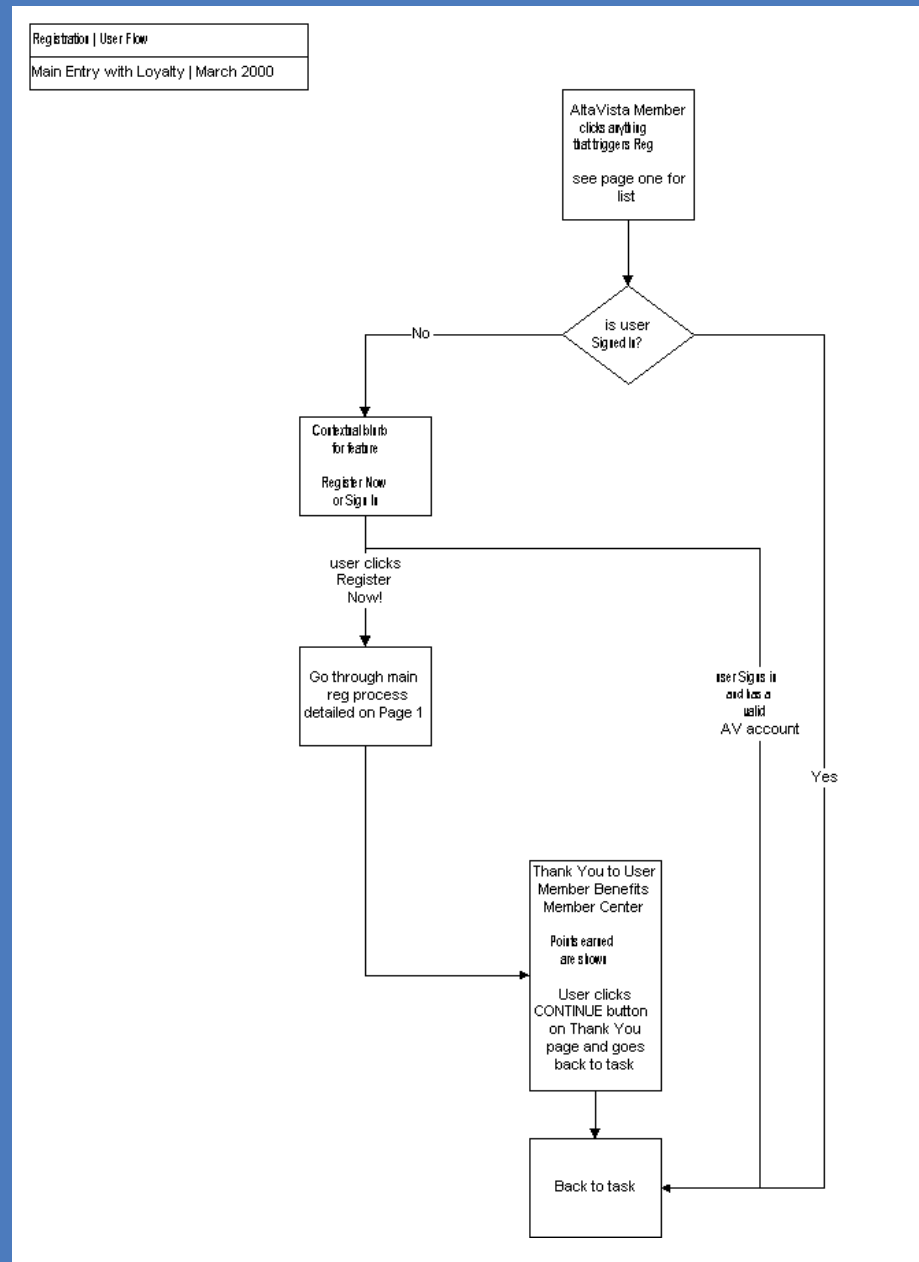 Registration | User Flow
Main Entry with Loyalty | March 2000
AltaVista Member
clicks anything
that triggers Reg
see page one for
list
is user
Signed In?
No
Contextual blurb
for feature
Register Now
or Sign In
user clicks
Register
Now!
Go through main
reg process
detailed on Page 1
user Signs in
and has a
valid
AV account
Yes
Thank You to User
Member Benefits
Member Center
Points earned
are shown
User clicks
CONTINUE button
on Thank You
page and goes
back to task
Back to task